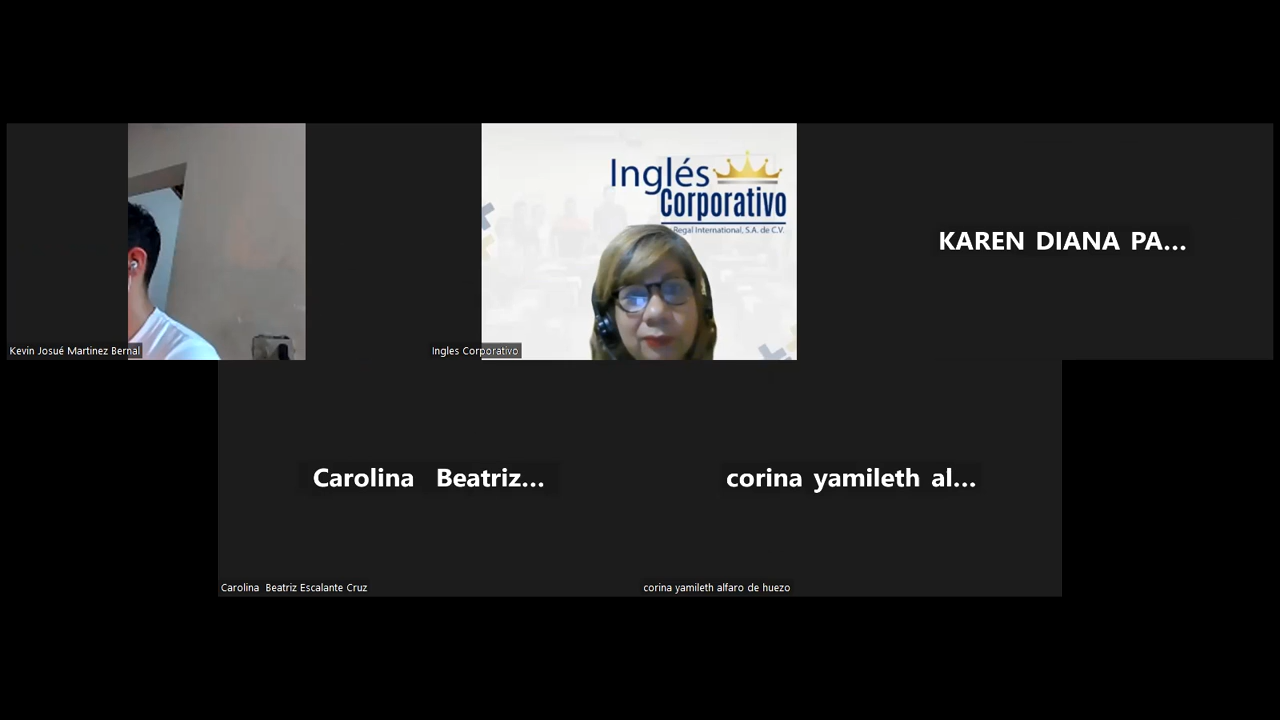 Inglés
Corporativo
Regal International, S.A. de C.V.
KAREN DIANA PA...
Kevin Josué Martinez Bernal
Ingles Corporativo
Carolina Beatriz...
corina yamileth al...
Carolina Beatriz Escalante Cruz
corina yamileth alfaro de huezo